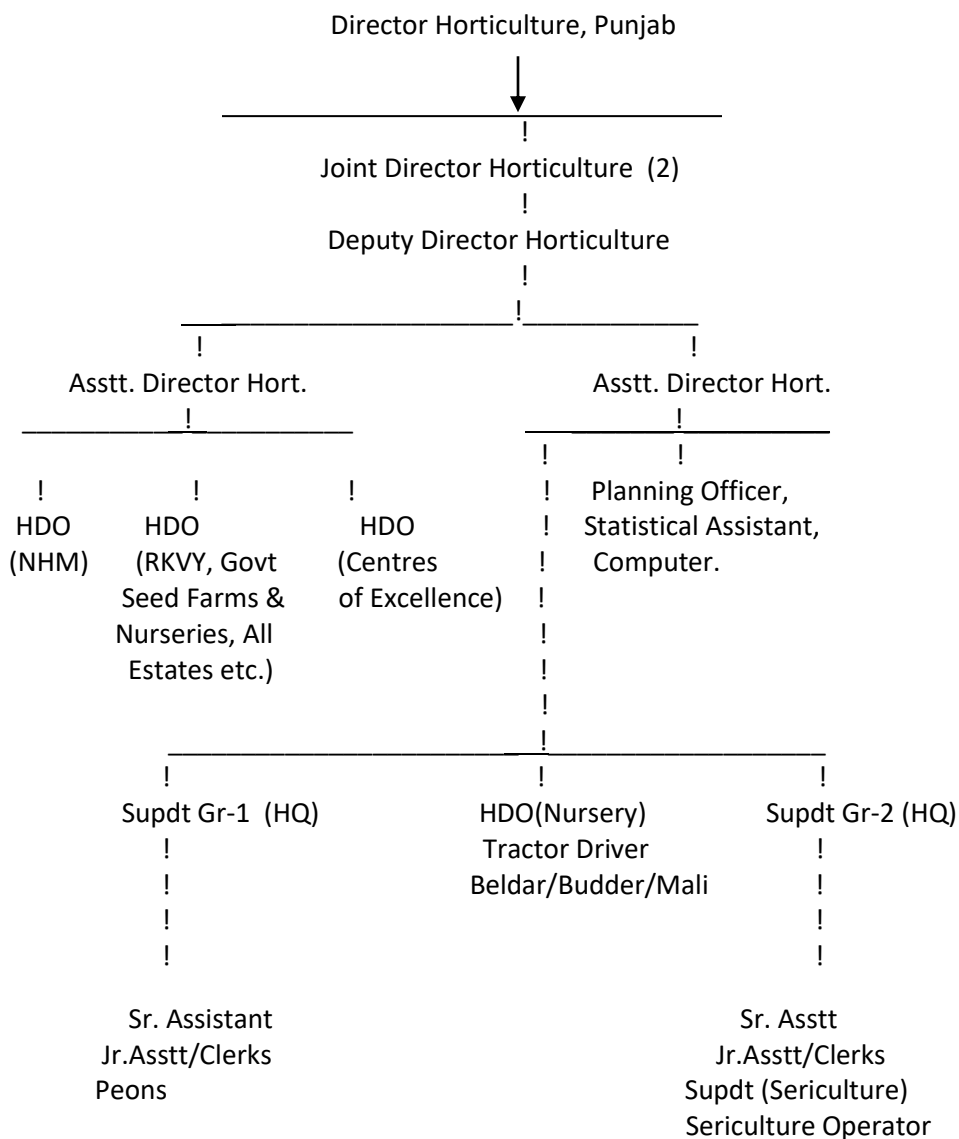 Director Horticulture, Punjab
!
Joint Director Horticulture (2)
!
Deputy Director Horticulture
!
!
! !
Asstt. Director Hort. Asstt. Director Hort.
! !
! !
! ! ! ! Planning Officer,
HDO HDO HDO ! Statistical Assistant,
(NHM) (RKVY, Govt (Centres ! Computer.
Seed Farms & of Excellence) !
Nurseries, All !
Estates etc.) !
!
!
! ! !
Supdt Gr-1 (HQ) HDO(Nursery) Supdt Gr-2 (HQ)
! Tractor Driver !
! Beldar/Budder/Mali !
! !
! !
Sr. Assistant Sr. Asstt
Jr.Asstt/Clerks Jr.Asstt/Clerks
Peons Supdt (Sericulture)
Sericulture Operator